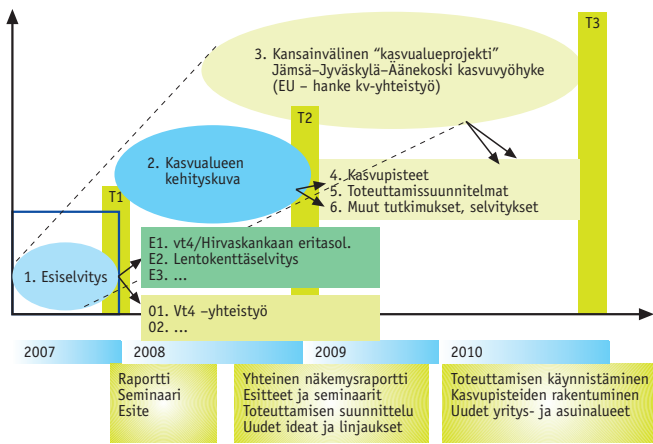 T3
3. Kansainvälinen “kasvualueprojekti”
Jämsä–Jyväskylä–Äänekoski kasvuvyöhyke
(EU – hanke kv-yhteistyö)
T2
2. Kasvualueen
kehityskuva
4. Kasvupisteet
5. Toteuttamissuunnitelmat
6. Muut tutkimukset, selvitykset
T1
1. Esiselvitys
E1. vt4/Hirvaskankaan eritasol.
E2. Lentokenttäselvitys
E3. ...
01. Vt4 –yhteistyö
02. ...
2007
2008
2009
2010
Raportti
Seminaari
Esite
Yhteinen näkemysraportti
Esitteet ja seminaarit
Toteuttamisen suunnittelu
Uudet ideat ja linjaukset
Toteuttamisen käynnistäminen
Kasvupisteiden rakentuminen
Uudet yritys- ja asuinalueet